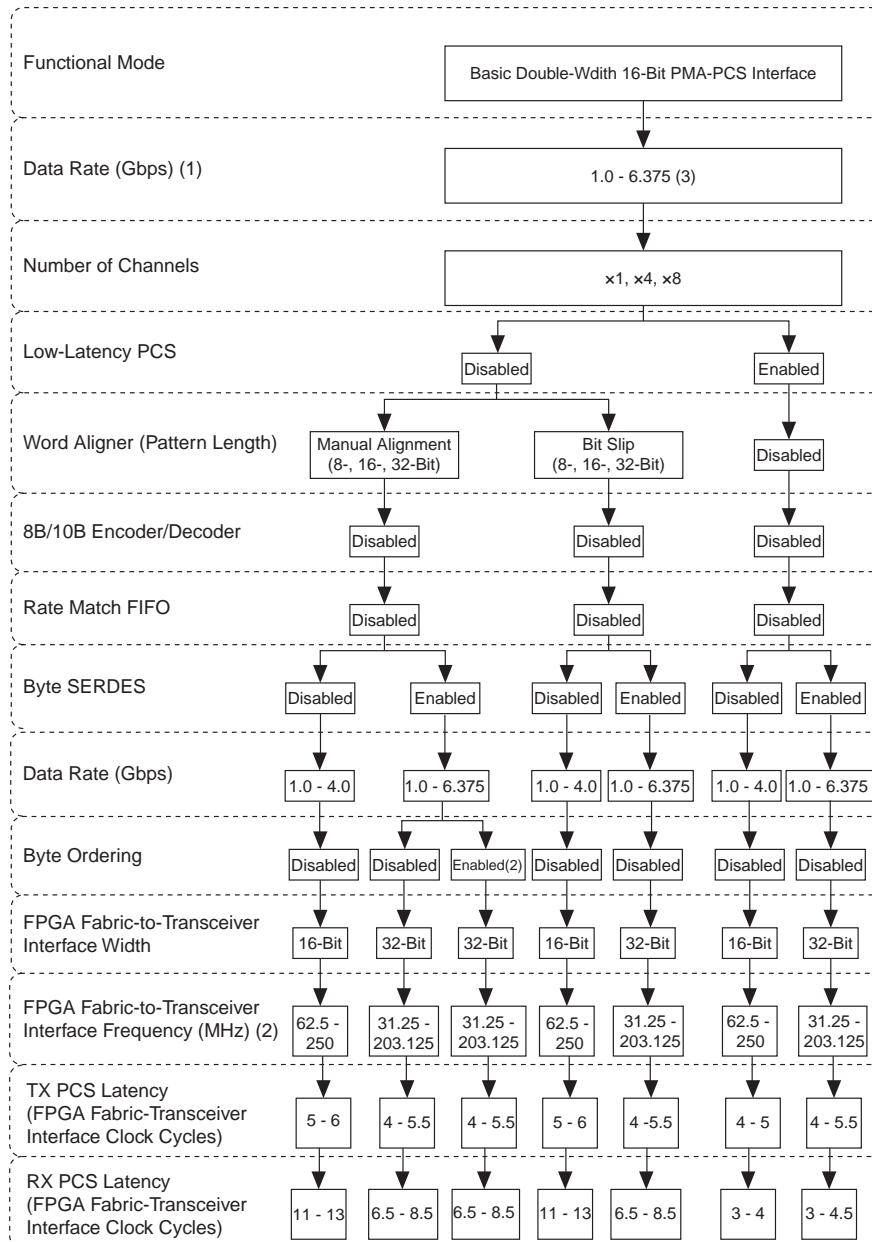 Functional Mode
Basic Double-Wdith 16-Bit PMA-PCS Interface
Data Rate (Gbps) (1)
1.0 - 6.375 (3)
Number of Channels
×1, ×4, ×8
Low-Latency PCS
Disabled
Enabled
Word Aligner (Pattern Length)
Manual Alignment
(8-, 16-, 32-Bit)
Bit Slip
(8-, 16-, 32-Bit)
Disabled
8B/10B Encoder/Decoder
Disabled
Disabled
Disabled
Rate Match FIFO
Disabled
Disabled
Disabled
Byte SERDES
Disabled
Enabled
Disabled
Enabled
Disabled
Enabled
Data Rate (Gbps)
1.0 - 4.0
1.0 - 6.375
1.0 - 4.0
1.0 - 6.375
1.0 - 4.0
1.0 - 6.375
Byte Ordering
Disabled
Disabled
Enabled(2)
Disabled
Disabled
Disabled
Disabled
FPGA Fabric-to-Transceiver
Interface Width
16-Bit
32-Bit
32-Bit
16-Bit
32-Bit
16-Bit
32-Bit
FPGA Fabric-to-Transceiver
Interface Frequency (MHz) (2)
62.5 -
250
31.25 -
203.125
31.25 -
203.125
62.5 -
250
31.25 -
203.125
62.5 -
250
31.25 -
203.125
TX PCS Latency
(FPGA Fabric-Transceiver
Interface Clock Cycles)
5 - 6
4 - 5.5
4 - 5.5
5 - 6
4 -5.5
4 - 5
4 - 5.5
RX PCS Latency
(FPGA Fabric-Transceiver
Interface Clock Cycles)
11 - 13
6.5 - 8.5
6.5 - 8.5
11 - 13
6.5 - 8.5
3 - 4
3 - 4.5